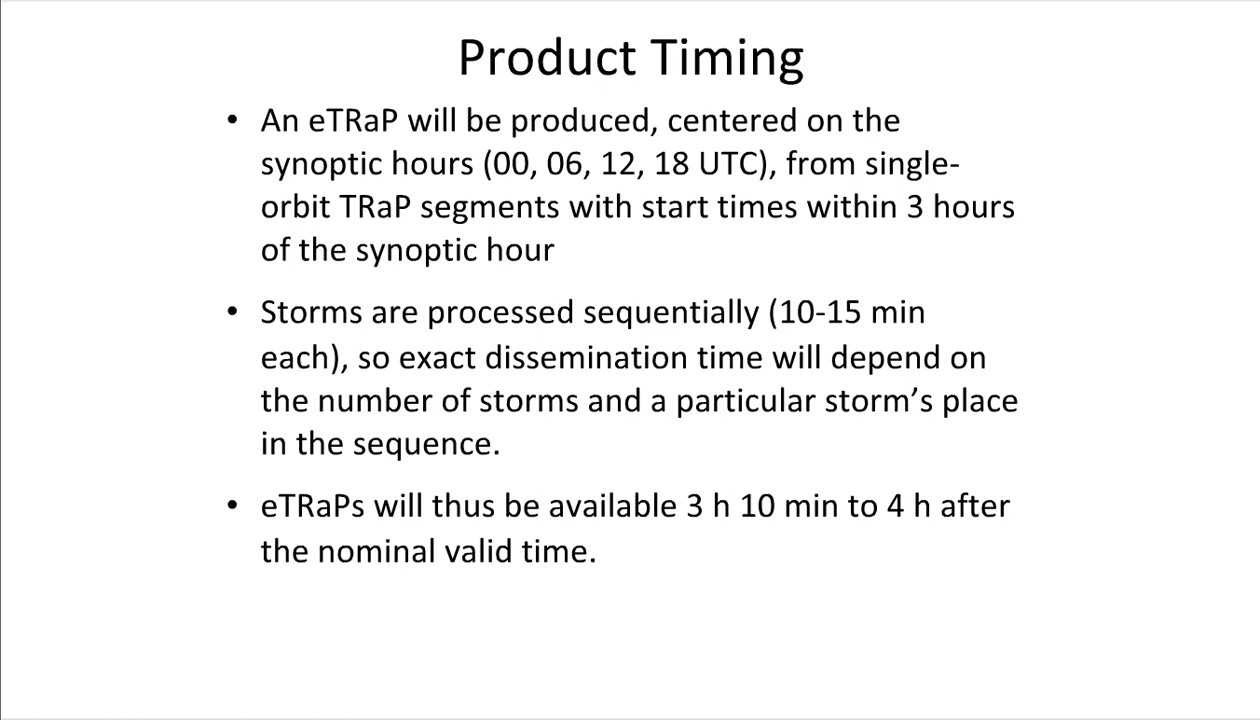 Product Timing
• An eTRaP will be produced, centered on the
synoptic hours (00, 06, 12, 18 UTC), from single-
orbit TRaP segments with start times within 3 hours
of the synoptic hour
• Storms are processed sequentially (10-15 min
each), so exact dissemination time will depend on
the number of storms and a particular storm’s place
in the sequence.
• eTRaPs will thus be available 3 h 10 min to 4 h after
the nominal valid time.